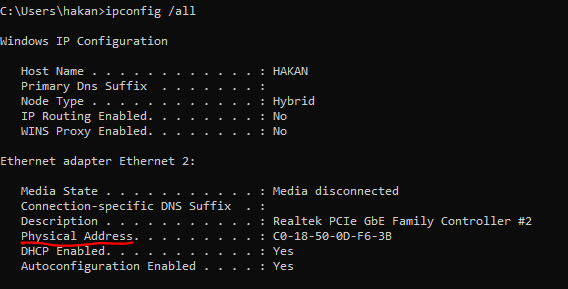 C:\Users\hakan>ipconfig /all
Windows IP Configuration
Host Name . . . . . . . . . . . . : HAKAN
Primary Dns Suffix  . . . . . . . :
Node Type . . . . . . . . . . . . : Hybrid
IP Routing Enabled. . . . . . . . : No
WINS Proxy Enabled. . . . . . . . : No
Ethernet adapter Ethernet 2:
Media State . . . . . . . . . . . : Media disconnected
Connection-specific DNS Suffix  . :
Description . . . . . . . . . . . : Realtek PCIe GbE Family Controller #2
Physical Address. . . . . . . . . : C0-18-50-0D-F6-3B
DHCP Enabled. . . . . . . . . . . : Yes
Autoconfiguration Enabled . . . . : Yes